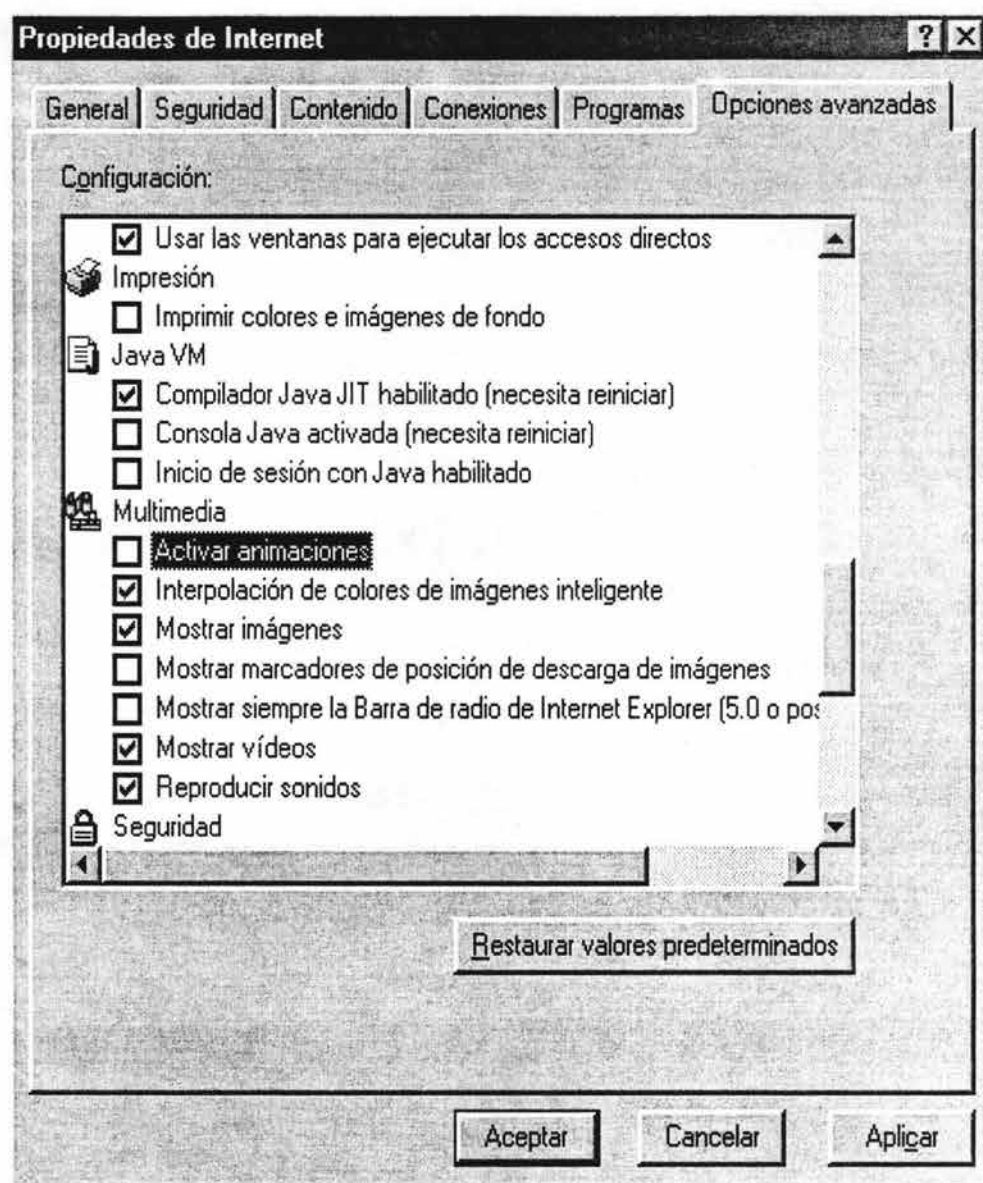 Propiedades de Internet
General Seguridad Contenido Conexiones Programas Opciones avanzadas
Configuración:
Usar las ventanas para ejecutar los accesos directos
Impresión
Imprimir colores e imágenes de fondo
Java VM
Compilador Java JIT habilitado (necesita reiniciar)
Consola Java activada (necesita reiniciar)
Inicio de sesión con Java habilitado
Multimedia
Activar animaciones
Interpolación de colores de imágenes inteligente
Mostrar imágenes
Mostrar marcadores de posición de descarga de imágenes
Mostrar siempre la Barra de radio de Internet Explorer (5.0 o pos
Mostrar vídeos
Reproducir sonidos
Seguridad
Restaurar valores predeterminados
Aceptar Cancelar Aplicar